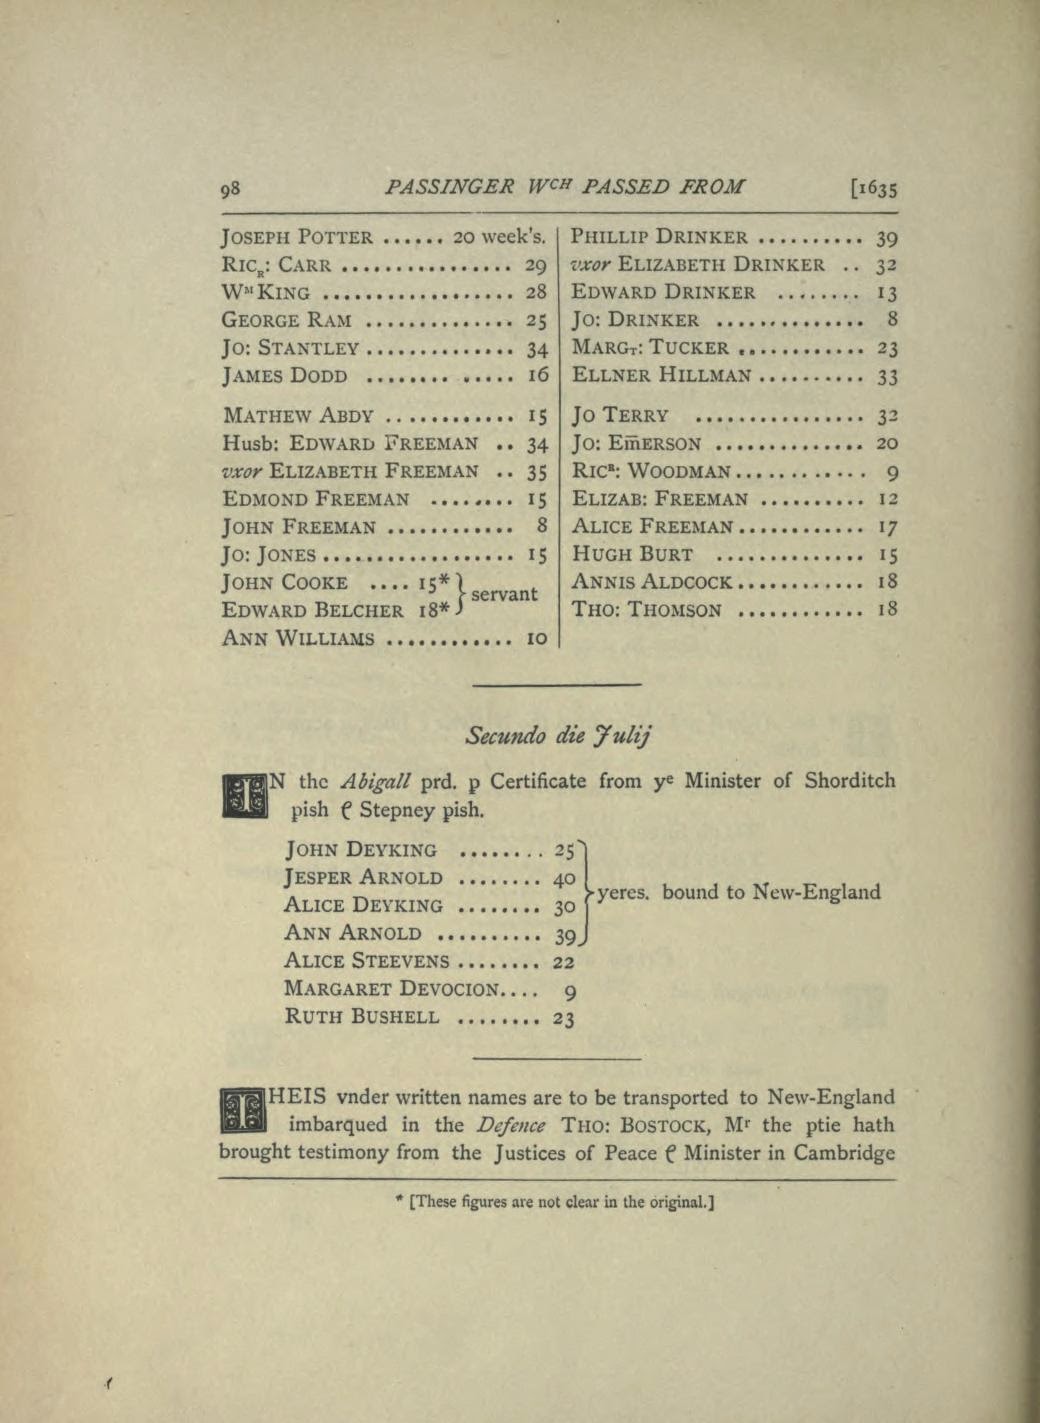 98 PASSINGER WCH PASSED FROM [1635
JOSEPH POTTER ...... 20 week's.
RICR: CARR ................ 29
WM KING .................. 28
GEORGE RAM .............. 25
JO: STANTLEY .............. 34
JAMES DODD ........ ..... 16
MATHEW ABDY ............ 15
Husb: EDWARD FREEMAN .. 34
vxor ELIZABETH FREEMAN .. 35
EDMOND FREEMAN ........ 15
JOHN FREEMAN ............ 8
JO: JONES .................. 15
JOHN COOKE .... 15* } servant
EDWARD BELCHER 18*
ANN WILLIAMS ............ 10
PHILLIP DRINKER .......... 39
vxor ELIZABETH DRINKER .. 32
EDWARD DRINKER ........ 13
JO: DRINKER .............. 8
MARGT: TUCKER ............ 23
ELLNER HILLMAN .......... 33
JO TERRY ................ 32
JO: EM̄ERSON .............. 20
RICR: WOODMAN ............ 9
ELIZAB: FREEMAN .......... 12
ALICE FREEMAN ............ 17
HUGH BURT .............. 15
ANNIS ALDCOCK ............ 18
THO: THOMSON ............ 18
Secundo die Julij
IN the Abigall prd. p Certificate from ye Minister of Shorditch
pish & Stepney pish.
JOHN DEYKING ........ 25
JESPER ARNOLD ........ 40
ALICE DEYKING ........ 30 } yeres. bound to New-England
ANN ARNOLD .......... 39
ALICE STEEVENS ........ 22
MARGARET DEVOCION.... 9
RUTH BUSHELL ........ 23
THEIS vnder written names are to be transported to New-England
imbarqued in the Defence THO: BOSTOCK, Mr the ptie hath
brought testimony from the Justices of Peace & Minister in Cambridge
* [These figures are not clear in the original.]